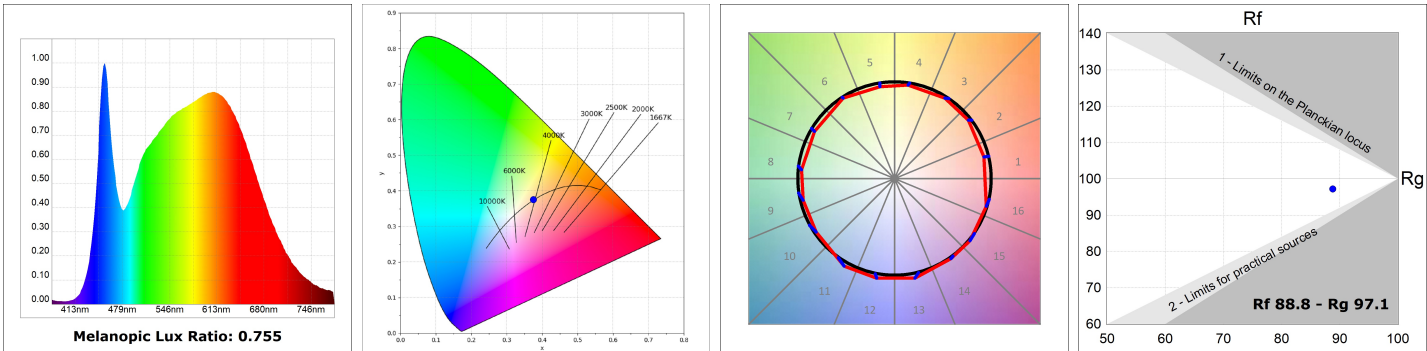 1.00
0.90
0.80
0.70
0.60
0.50
0.40
0.30
0.20
0.10
0.00
413nm 479nm 546nm 613nm 680nm 746nm
Melanopic Lux Ratio: 0.755
0.9
0.8
0.7
0.6
0.5
0.4
0.3
0.2
0.1
0.0
y
0.0 0.1 0.2 0.3 0.4 0.5 0.6 0.7 0.8
x
1667K
2000K
2500K
3000K
4000K
6000K
10000K
1
2
3
4
5
6
7
8
9
10
11
12
13
14
15
16
Rf
140
130
120
110
100
90
80
70
60
Rg
1 - Limits on the Planckian locus
2 - Limits for practical sources
Rf 88.8 - Rg 97.1
50 60 70 80 90 100